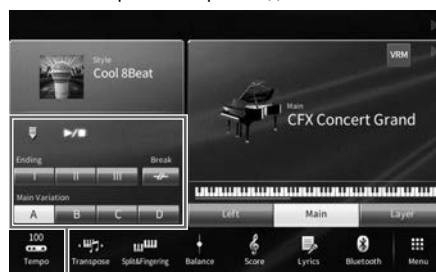 Style
Cool 8Beat
VRM
Main
CFX Concert Grand
Ending
Break
I II III
Main Variation
A B C D
Left Main Layer
100
Tempo
Transpose
Split&Fingering
Balance
Score
Lyrics
Bluetooth
Menu